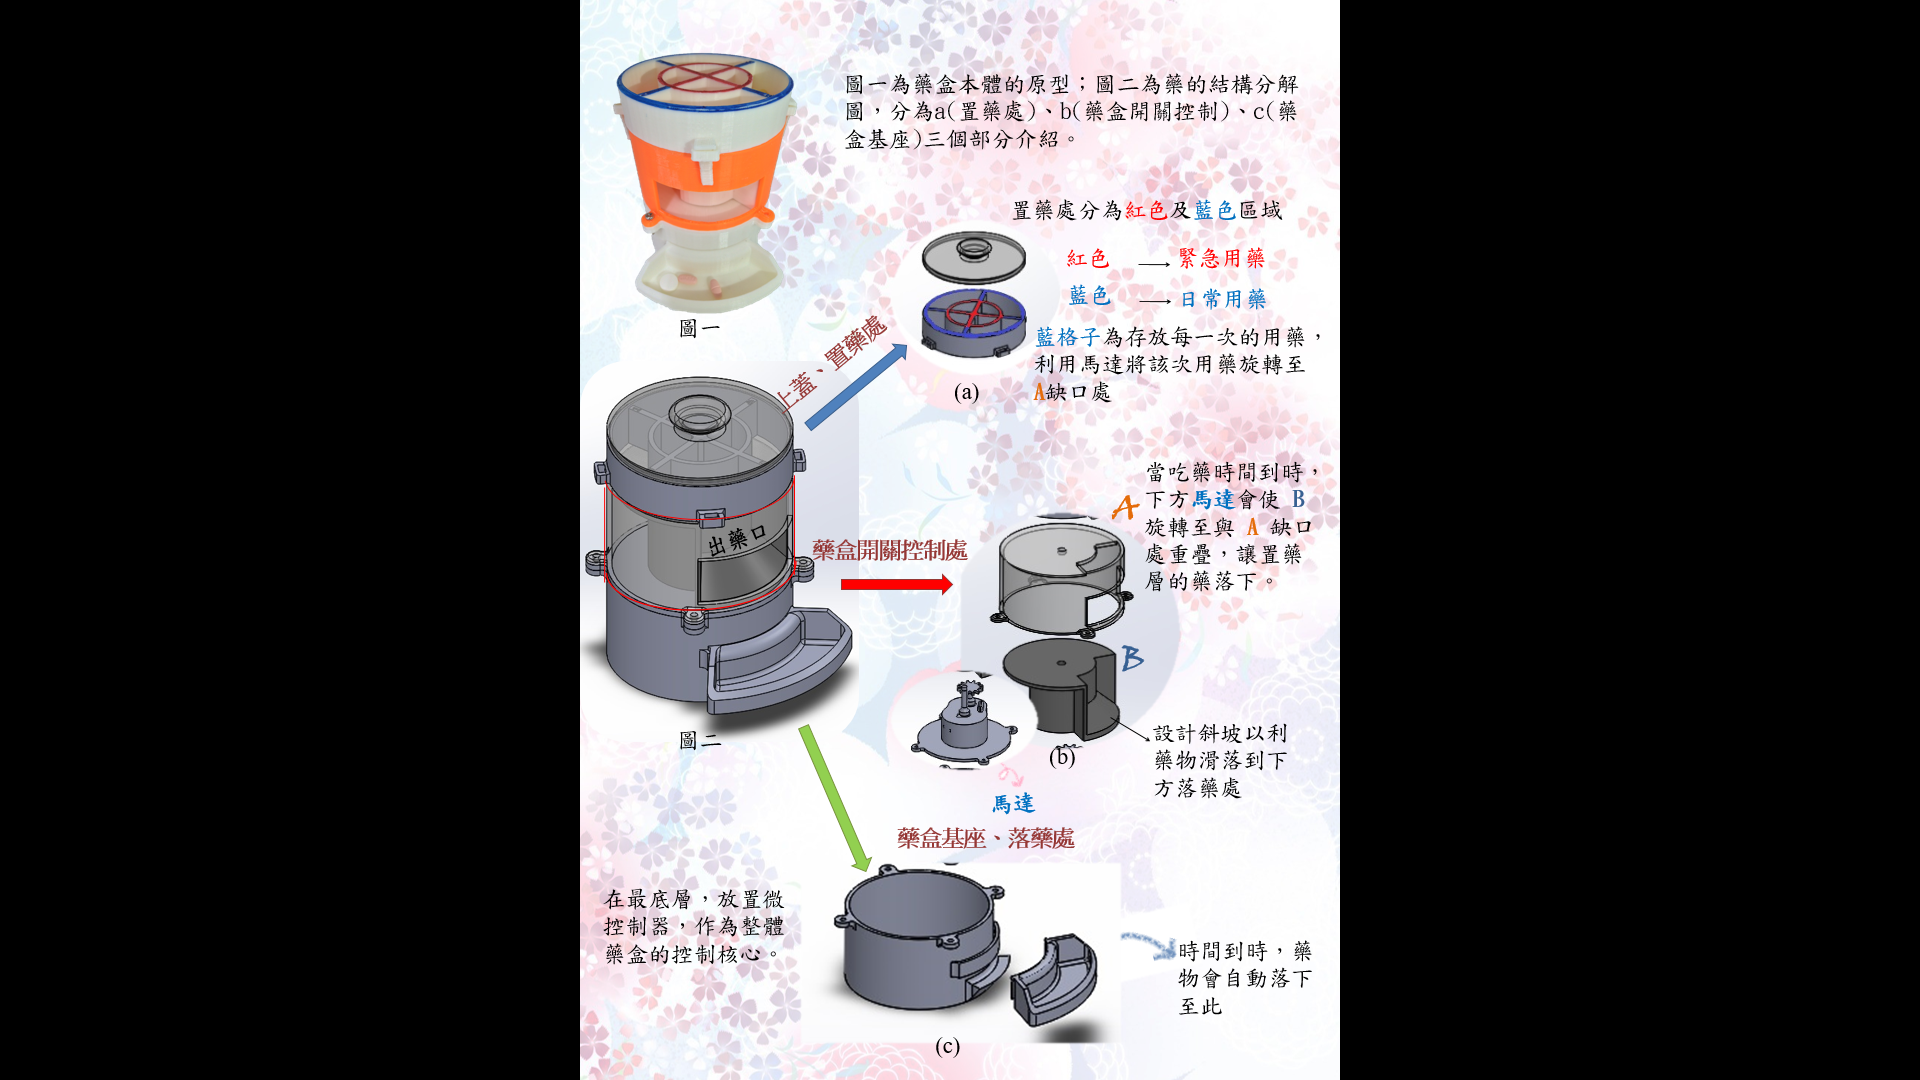 圖一為藥盒本體的原型；圖二為藥的結構分解
圖，分為a(置藥處)、b(藥盒開關控制)、c(藥
盒基座)三個部分介紹。
置藥處分為紅色及藍色區域
紅色 → 緊急用藥
藍色 → 日常用藥
藍格子為存放每一次的用藥，
利用馬達將該次用藥旋轉至
A缺口處
圖一
上蓋、置藥處
(a)
出藥口
圖二
藥盒開關控制處
A
當吃藥時間到時，
下方馬達會使 B
旋轉至與 A 缺口
處重疊，讓置藥
層的藥落下。
B
設計斜坡以利
藥物滑落到下
方落藥處
(b)
馬達
藥盒基座、落藥處
在最底層，放置微
控制器，作為整體
藥盒的控制核心。
時間到時，藥
物會自動落下
至此
(c)